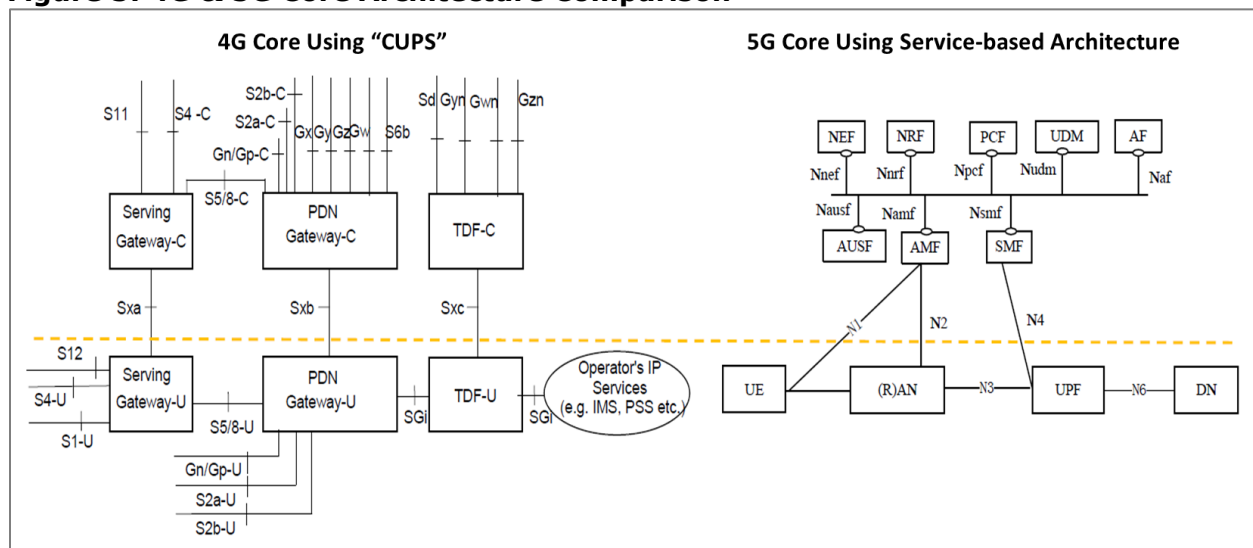 4G Core Using “CUPS”
5G Core Using Service-based Architecture
S11
S4 -C
S2b-C
S2a-C
Gn/Gp-C
Gx
Gy
Gz
Gw
S6b
Sd
Gyn
Gwn
Gzn
S5/8-C
Serving
Gateway-C
PDN
Gateway-C
TDF-C
Sxa
Sxb
Sxc
S12
S4-U
S1-U
Serving
Gateway-U
S5/8-U
PDN
Gateway-U
SGi
TDF-U
SGi
Operator's IP
Services
(e.g. IMS, PSS etc.)
Gn/Gp-U
S2a-U
S2b-U
NEF
NRF
PCF
UDM
AF
Nnef
Nnrf
Npcf
Nudm
Naf
Nausf
Namf
Nsmf
AUSF
AMF
SMF
N1
N2
N4
UE
(R)AN
N3
UPF
N6
DN